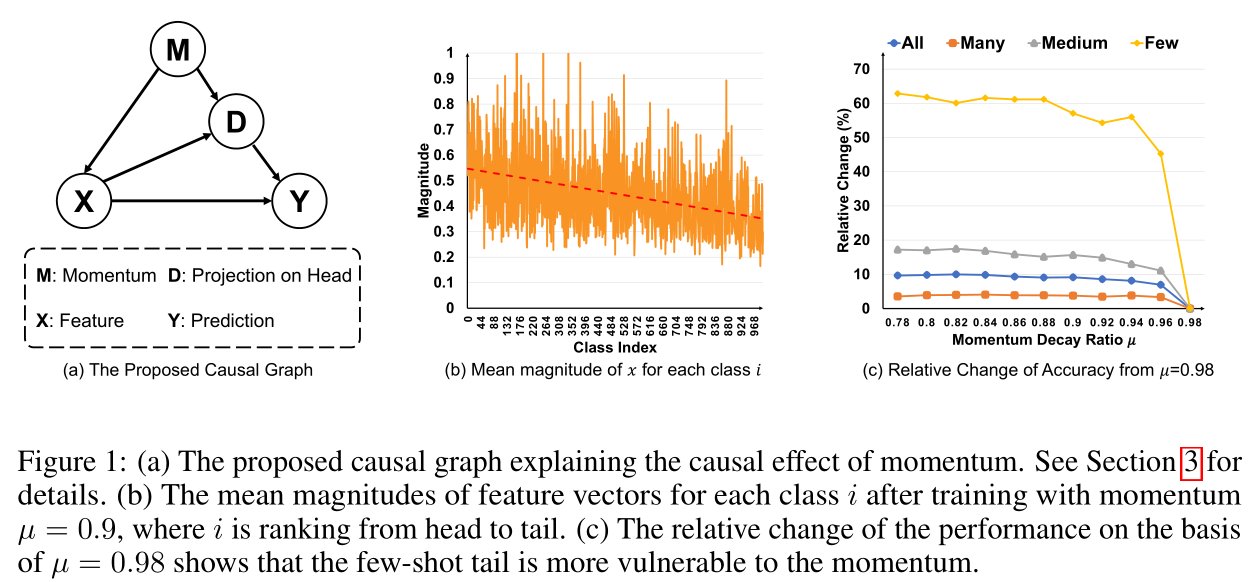 M
D
X
Y
M: Momentum D: Projection on Head
X: Feature Y: Prediction
(a) The Proposed Causal Graph
Magnitude
1
0.9
0.8
0.7
0.6
0.5
0.4
0.3
0.2
0.1
0
0 44 88 132 176 220 264 308 352 396 440 484 528 572 616 660 704 748 792 836 880 924 968
Class Index
(b) Mean magnitude of x for each class i
All Many Medium Few
Relative Change (%)
70
60
50
40
30
20
10
0
0.78 0.8 0.82 0.84 0.86 0.88 0.9 0.92 0.94 0.96 0.98
Momentum Decay Ratio μ
(c) Relative Change of Accuracy from μ=0.98
Figure 1: (a) The proposed causal graph explaining the causal effect of momentum. See Section 3 for
details. (b) The mean magnitudes of feature vectors for each class i after training with momentum
μ = 0.9, where i is ranking from head to tail. (c) The relative change of the performance on the basis
of μ = 0.98 shows that the few-shot tail is more vulnerable to the momentum.